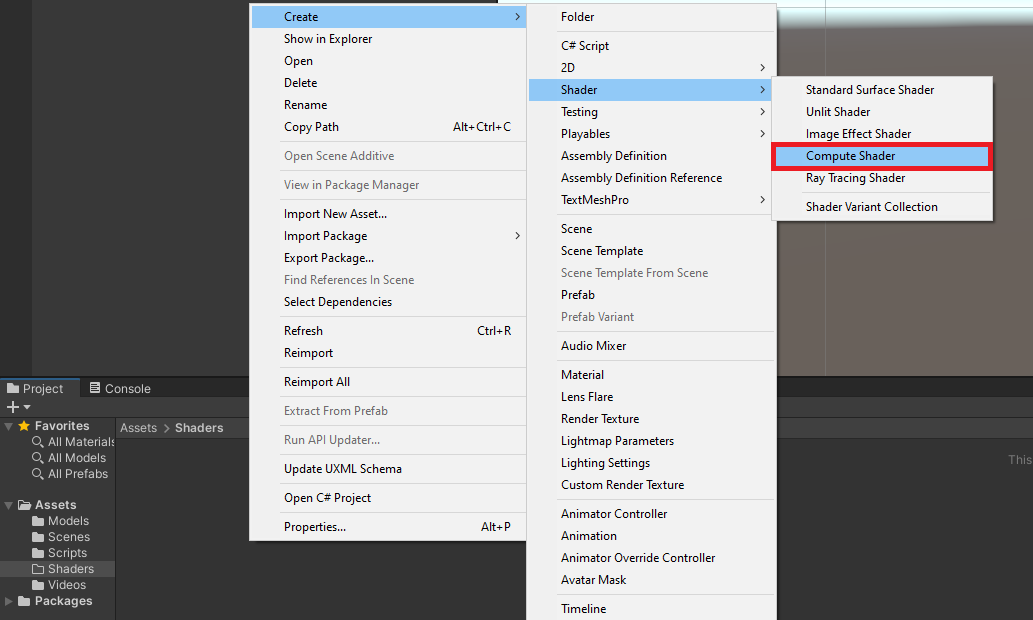 Create
Show in Explorer
Open
Delete
Rename
Copy Path Alt+Ctrl+C
Open Scene Additive
View in Package Manager
Import New Asset...
Import Package
Export Package...
Find References In Scene
Select Dependencies
Refresh Ctrl+R
Reimport
Reimport All
Extract From Prefab
Run API Updater...
Update UXML Schema
Open C# Project
Properties... Alt+P
Folder
C# Script
2D
Shader
Testing
Playables
Assembly Definition
Assembly Definition Reference
TextMeshPro
Scene
Scene Template
Scene Template From Scene
Prefab
Prefab Variant
Audio Mixer
Material
Lens Flare
Render Texture
Lightmap Parameters
Lighting Settings
Custom Render Texture
Animator Controller
Animation
Animator Override Controller
Avatar Mask
Timeline
Standard Surface Shader
Unlit Shader
Image Effect Shader
Compute Shader
Ray Tracing Shader
Shader Variant Collection
Project Console
Favorites
All Materials
All Models
All Prefabs
Assets
Models
Scenes
Scripts
Shaders
Videos
Packages
Assets > Shaders
This